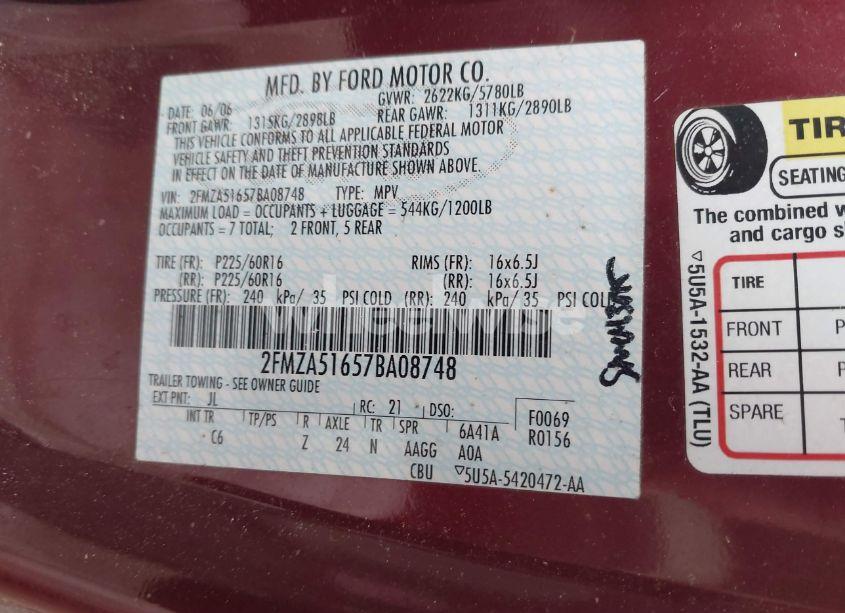 MFD. BY FORD MOTOR CO.
DATE: 06/06 GVWR: 2622KG/5780LB
FRONT GAWR: 1315KG/2898LB REAR GAWR: 1311KG/2890LB
THIS VEHICLE CONFORMS TO ALL APPLICABLE FEDERAL MOTOR
VEHICLE SAFETY AND THEFT PREVENTION STANDARDS
IN EFFECT ON THE DATE OF MANUFACTURE SHOWN ABOVE.
VIN: 2FMZA51657BA08748 TYPE: MPV
MAXIMUM LOAD = OCCUPANTS + LUGGAGE = 544KG/1200LB
OCCUPANTS = 7 TOTAL; 2 FRONT, 5 REAR
TIRE (FR): P225/60R16 RIMS (FR): 16x6.5J
(RR): P225/60R16 (RR): 16x6.5J
PRESSURE (FR): 240 kPa/ 35 PSI COLD (RR): 240 kPa/ 35 PSI COLD
wheelwise
2FMZA51657BA08748
TRAILER TOWING - SEE OWNER GUIDE
EXT PNT: JL RC: 21 DSO: F0069
INT TR TP/PS R AXLE TR SPR 6A41A R0156
C6 Z 24 N AAGG A0A
CBU ▽5U5A-5420472-AA
TIR
SEATING
The combined w
and cargo s
TIRE
FRONT P
REAR P
SPARE T
▽5U5A-1532-AA (TLU)